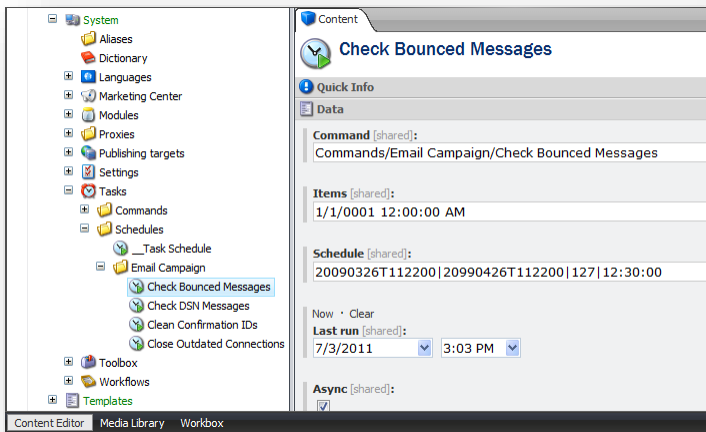 System
Aliases
Dictionary
Languages
Marketing Center
Modules
Proxies
Publishing targets
Settings
Tasks
Commands
Schedules
__Task Schedule
Email Campaign
Check Bounced Messages
Check DSN Messages
Clean Confirmation IDs
Close Outdated Connections
Toolbox
Workflows
Templates
Content
Check Bounced Messages
Quick Info
Data
Command [shared]:
Commands/Email Campaign/Check Bounced Messages
Items [shared]:
1/1/0001 12:00:00 AM
Schedule [shared]:
20090326T112200|20990426T112200|127|12:30:00
Now · Clear
Last run [shared]:
7/3/2011 3:03 PM
Async [shared]:
Content Editor Media Library Workbox